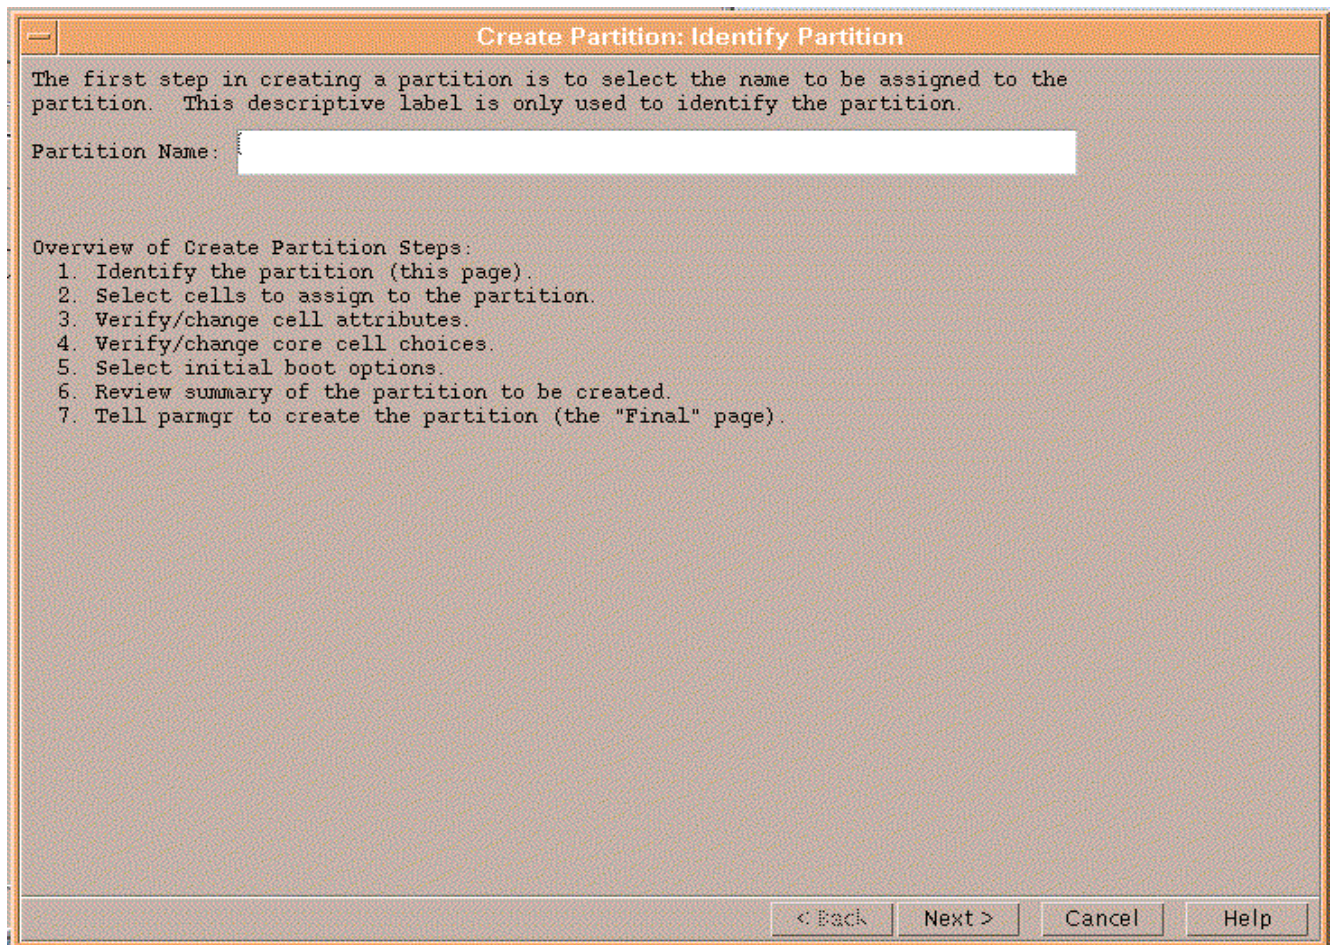 Create Partition: Identify Partition
The first step in creating a partition is to select the name to be assigned to the
partition.  This descriptive label is only used to identify the partition.
Partition Name:
Overview of Create Partition Steps:
1. Identify the partition (this page).
2. Select cells to assign to the partition.
3. Verify/change cell attributes.
4. Verify/change core cell choices.
5. Select initial boot options.
6. Review summary of the partition to be created.
7. Tell parmgr to create the partition (the "Final" page).
< Back Next > Cancel Help